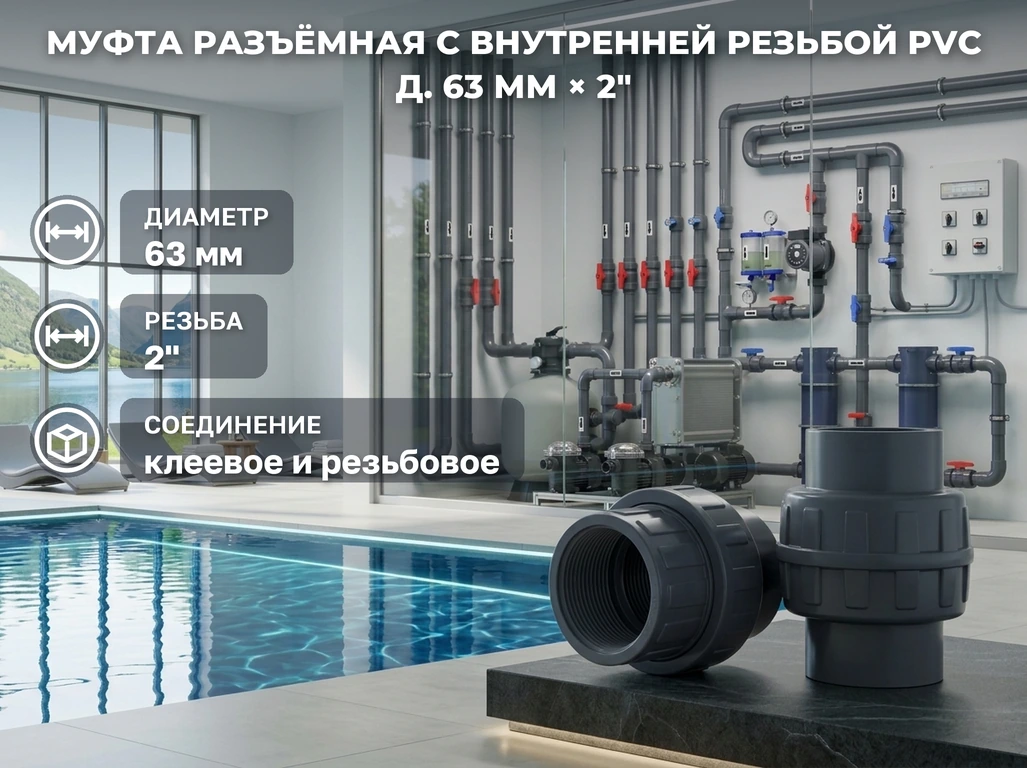 МУФТА РАЗЪЁМНАЯ С ВНУТРЕННЕЙ РЕЗЬБОЙ PVC
Д. 63 ММ × 2"
ДИАМЕТР
63 мм
РЕЗЬБА
2"
СОЕДИНЕНИЕ
клеевое и резьбовое